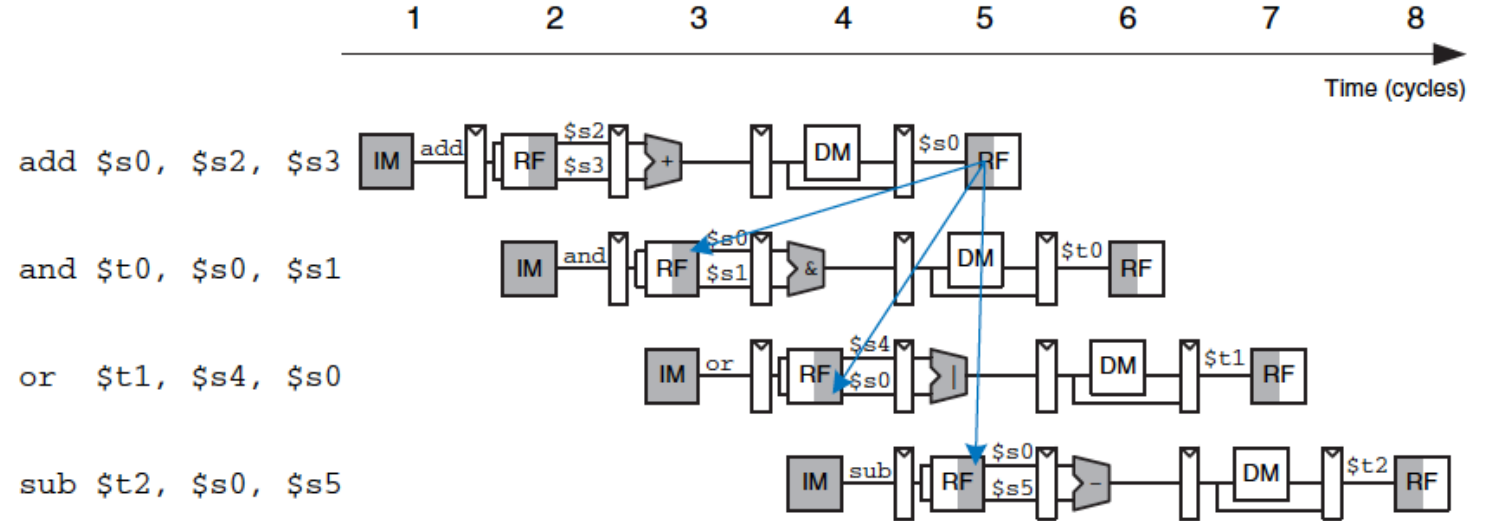 1 2 3 4 5 6 7 8
Time (cycles)
add $s0, $s2, $s3 IM add RF $s2 $s3 + DM $s0 RF
and $t0, $s0, $s1 IM and RF $s0 $s1 & DM $t0 RF
or $t1, $s4, $s0 IM or RF $s4 $s0 | DM $t1 RF
sub $t2, $s0, $s5 IM sub RF $s0 $s5 - DM $t2 RF